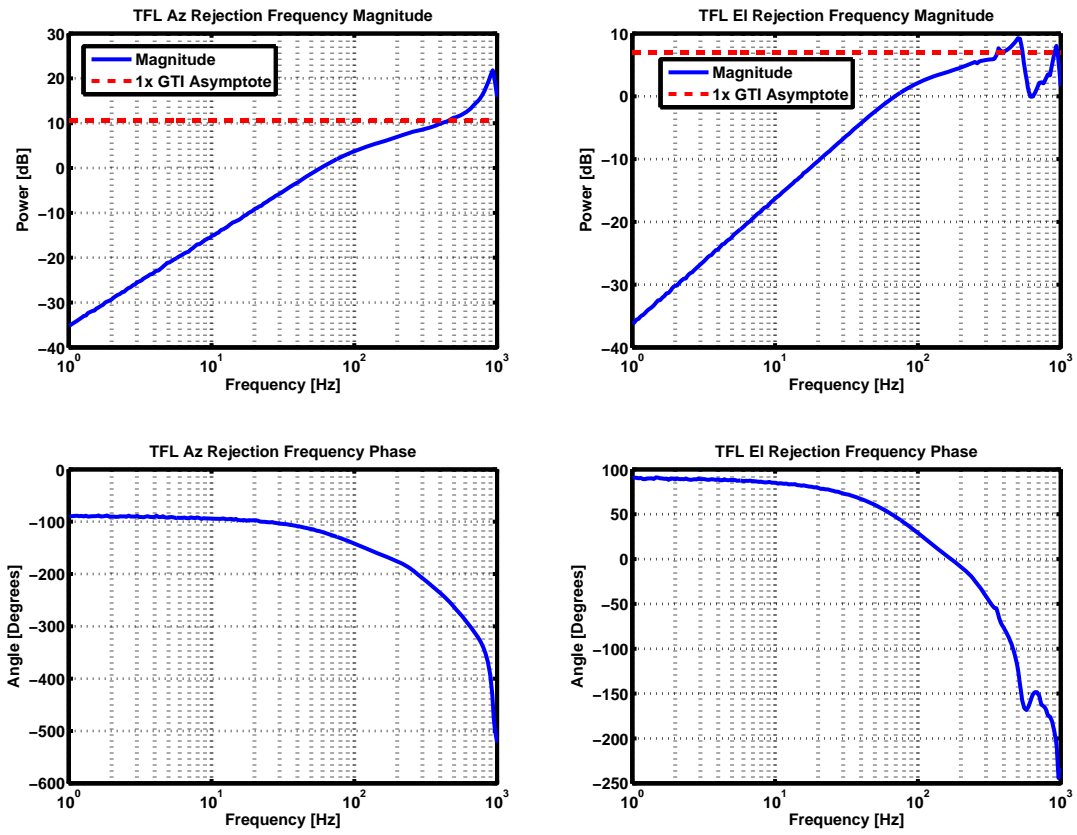 TFL Az Rejection Frequency Magnitude
30
20
10
0
−10
−20
−30
−40
Power [dB]
Magnitude
1x GTI Asymptote
10^0
10^1
10^2
10^3
Frequency [Hz]
TFL El Rejection Frequency Magnitude
10
0
−10
−20
−30
−40
Power [dB]
Magnitude
1x GTI Asymptote
10^0
10^1
10^2
10^3
Frequency [Hz]
TFL Az Rejection Frequency Phase
0
−100
−200
−300
−400
−500
−600
Angle [Degrees]
10^0
10^1
10^2
10^3
Frequency [Hz]
TFL El Rejection Frequency Phase
100
50
0
−50
−100
−150
−200
−250
Angle [Degrees]
10^0
10^1
10^2
10^3
Frequency [Hz]